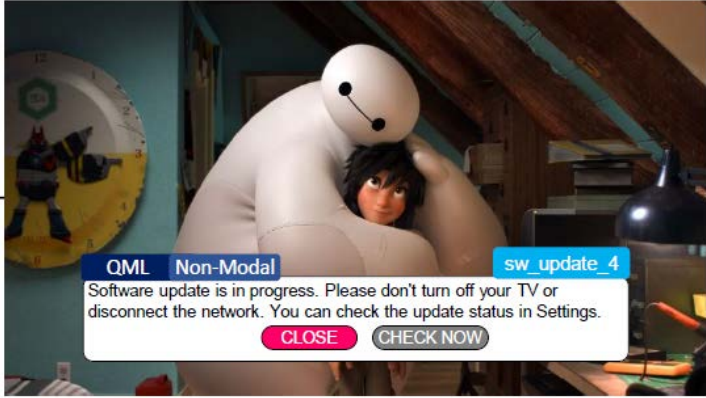 QML Non-Modal sw_update_4
Software update is in progress. Please don't turn off your TV or
disconnect the network. You can check the update status in Settings.
CLOSE CHECK NOW